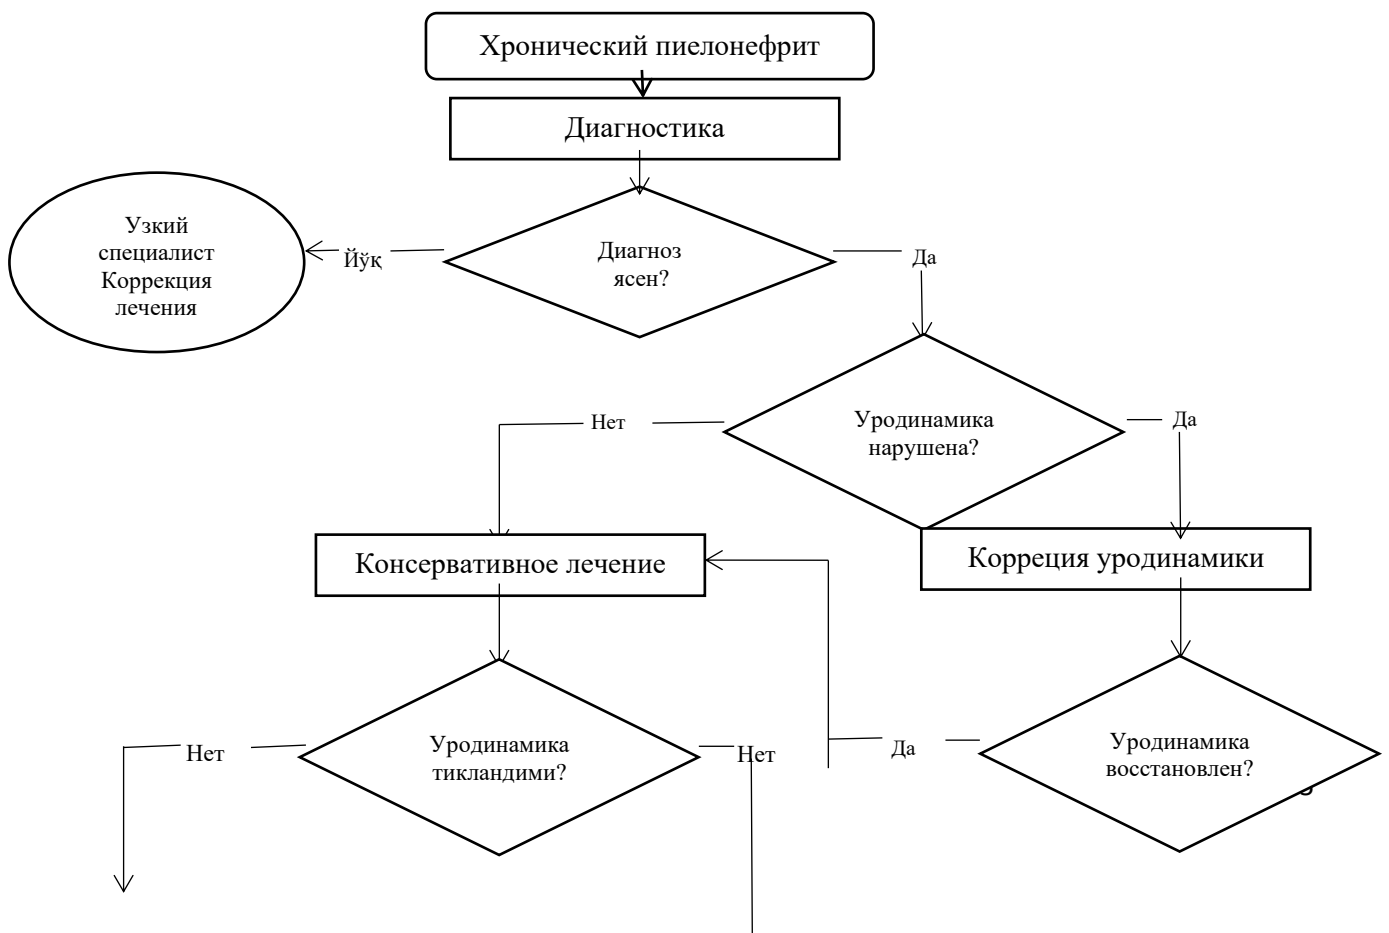 Хронический пиелонефрит
Диагностика
Узкий
специалист
Коррекция
лечения
Йўқ
Диагноз
ясен?
Да
Нет
Уродинамика
нарушена?
Да
Консервативное лечение
Корреция уродинамики
Нет
Уродинамика
тикландими?
Нет
Да
Уродинамика
восстановлен?